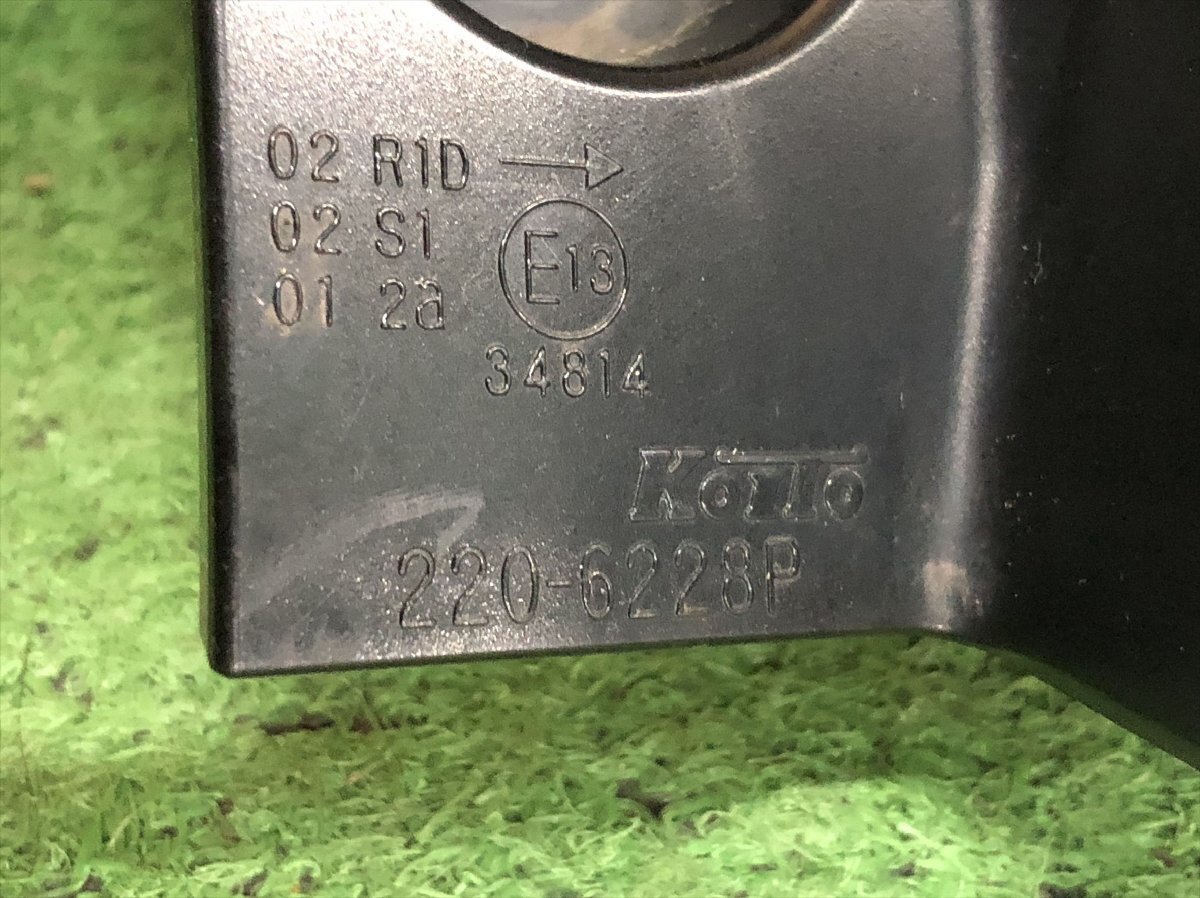 02 R1D →
02 S1
01 2a
E13
34814
KOITO
220-6228P